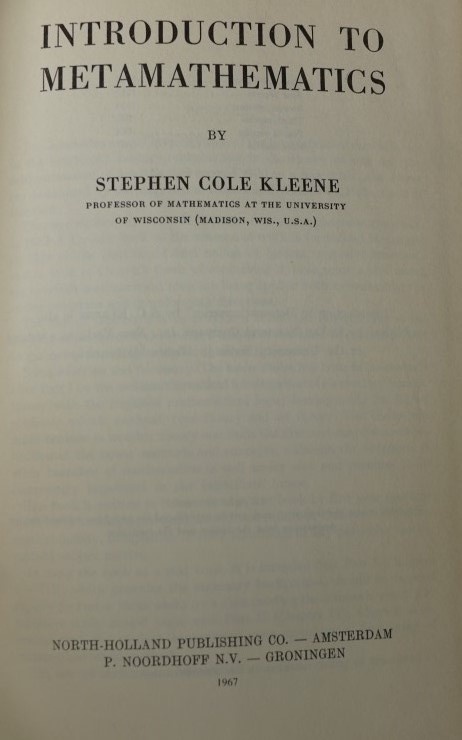 INTRODUCTION TO
METAMATHEMATICS
BY
STEPHEN COLE KLEENE
PROFESSOR OF MATHEMATICS AT THE UNIVERSITY
OF WISCONSIN (MADISON, WIS., U.S.A.)
NORTH-HOLLAND PUBLISHING CO. — AMSTERDAM
P. NOORDHOFF N.V. — GRONINGEN
1967